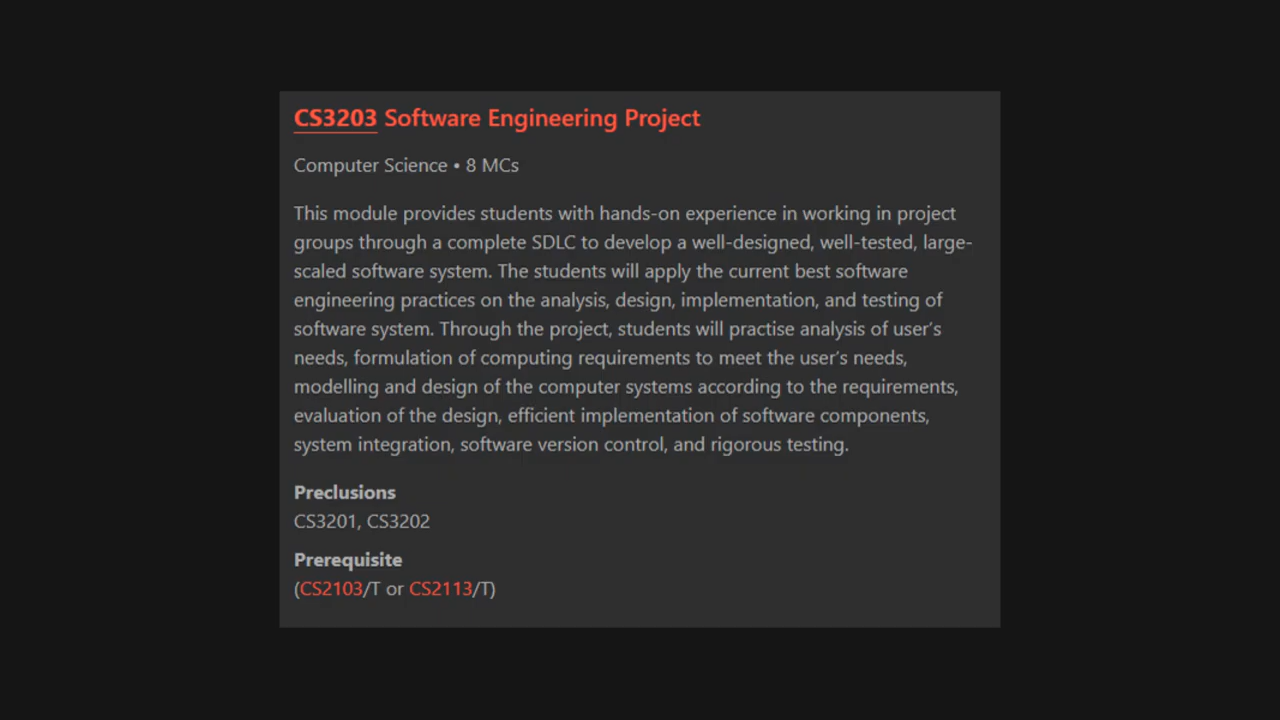 CS3203 Software Engineering Project
Computer Science • 8 MCs
This module provides students with hands-on experience in working in project
groups through a complete SDLC to develop a well-designed, well-tested, large-
scaled software system. The students will apply the current best software
engineering practices on the analysis, design, implementation, and testing of
software system. Through the project, students will practise analysis of user’s
needs, formulation of computing requirements to meet the user’s needs,
modelling and design of the computer systems according to the requirements,
evaluation of the design, efficient implementation of software components,
system integration, software version control, and rigorous testing.
Preclusions
CS3201, CS3202
Prerequisite
(CS2103/T or CS2113/T)